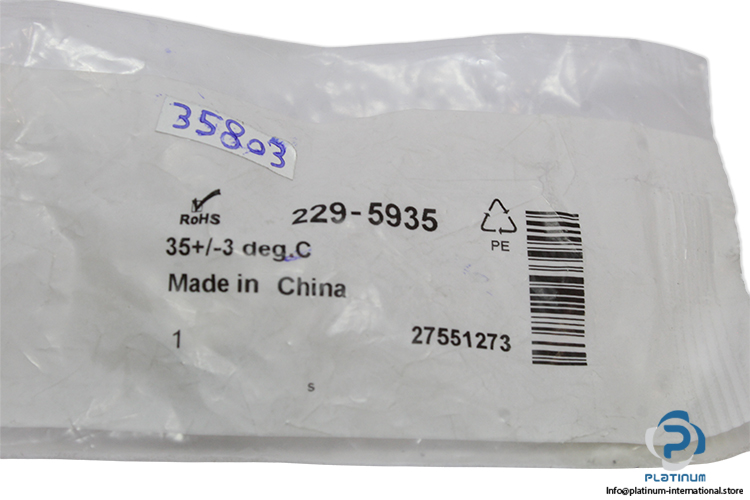 35803
RoHS
229-5935
PE
35+/-3 deg.C
Made in China
1
27551273
s
PLATINUM
info@platinum-international.store